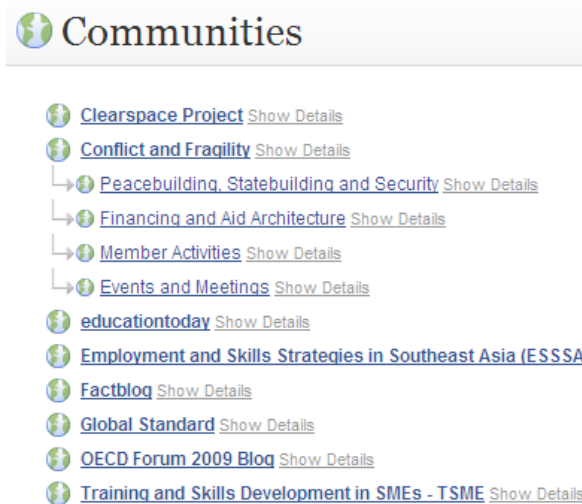 Communities
Clearspace Project Show Details
Conflict and Fragility Show Details
Peacebuilding, Statebuilding and Security Show Details
Financing and Aid Architecture Show Details
Member Activities Show Details
Events and Meetings Show Details
educationtoday Show Details
Employment and Skills Strategies in Southeast Asia (ESSSA
Factblog Show Details
Global Standard Show Details
OECD Forum 2009 Blog Show Details
Training and Skills Development in SMEs - TSME Show Details